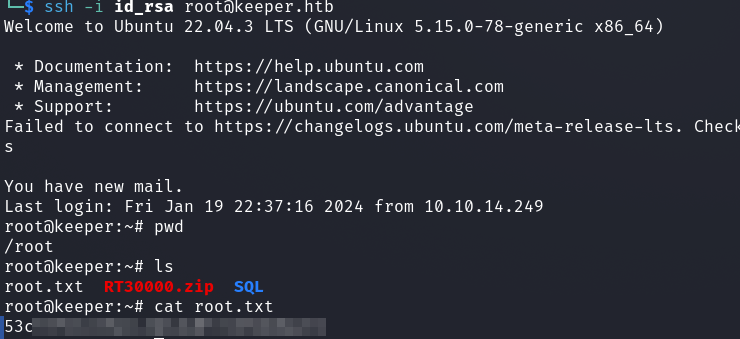 └─$ ssh -i id_rsa root@keeper.htb
Welcome to Ubuntu 22.04.3 LTS (GNU/Linux 5.15.0-78-generic x86_64)
* Documentation:  https://help.ubuntu.com
* Management:     https://landscape.canonical.com
* Support:        https://ubuntu.com/advantage
Failed to connect to https://changelogs.ubuntu.com/meta-release-lts. Check
s
You have new mail.
Last login: Fri Jan 19 22:37:16 2024 from 10.10.14.249
root@keeper:~# pwd
/root
root@keeper:~# ls
root.txt  RT30000.zip  SQL
root@keeper:~# cat root.txt
53c